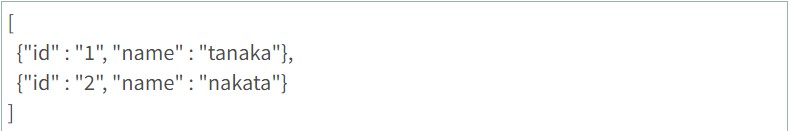 [
{"id" : "1", "name" : "tanaka"},
{"id" : "2", "name" : "nakata"}
]